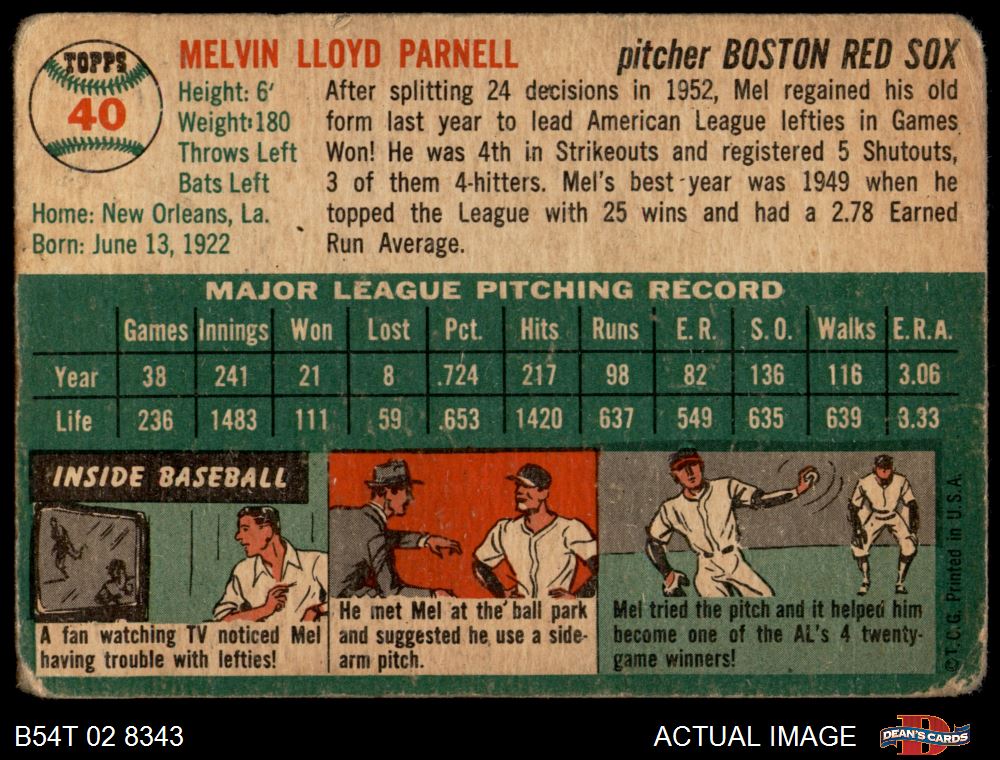 TOPPS
40
MELVIN LLOYD PARNELL
pitcher BOSTON RED SOX
Height: 6'
Weight: 180
Throws Left
Bats Left
Home: New Orleans, La.
Born: June 13, 1922
After splitting 24 decisions in 1952, Mel regained his old
form last year to lead American League lefties in Games
Won! He was 4th in Strikeouts and registered 5 Shutouts,
3 of them 4-hitters. Mel's best year was 1949 when he
topped the League with 25 wins and had a 2.78 Earned
Run Average.
MAJOR LEAGUE PITCHING RECORD
Games Innings Won Lost Pct. Hits Runs E.R. S.O. Walks E.R.A.
Year 38 241 21 8 .724 217 98 82 136 116 3.06
Life 236 1483 111 59 .653 1420 637 549 635 639 3.33
INSIDE BASEBALL
A fan watching TV noticed Mel
having trouble with lefties!
He met Mel at the ball park
and suggested he use a side-
arm pitch.
Mel tried the pitch and it helped him
become one of the AL's 4 twenty-
game winners!
©T.C.G. Printed in U.S.A.
B54T 02 8343
ACTUAL IMAGE
D
DEAN'S CARDS